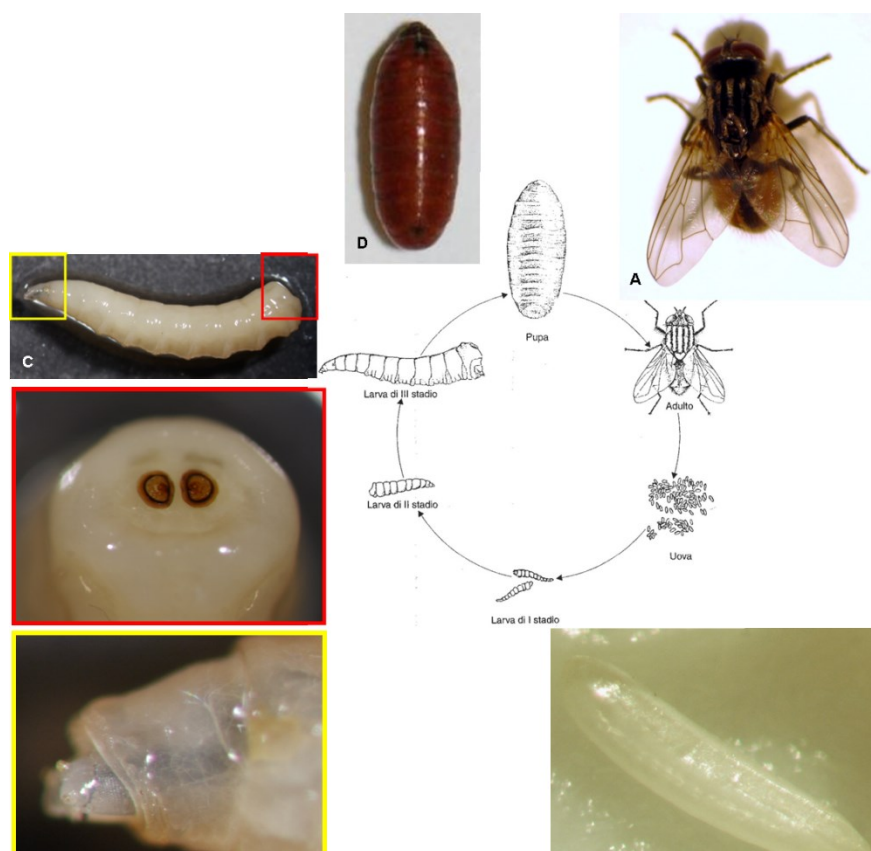 D
A
Pupa
C
Larva di III stadio
Adulto
Larva di II stadio
Uova
Larva di I stadio